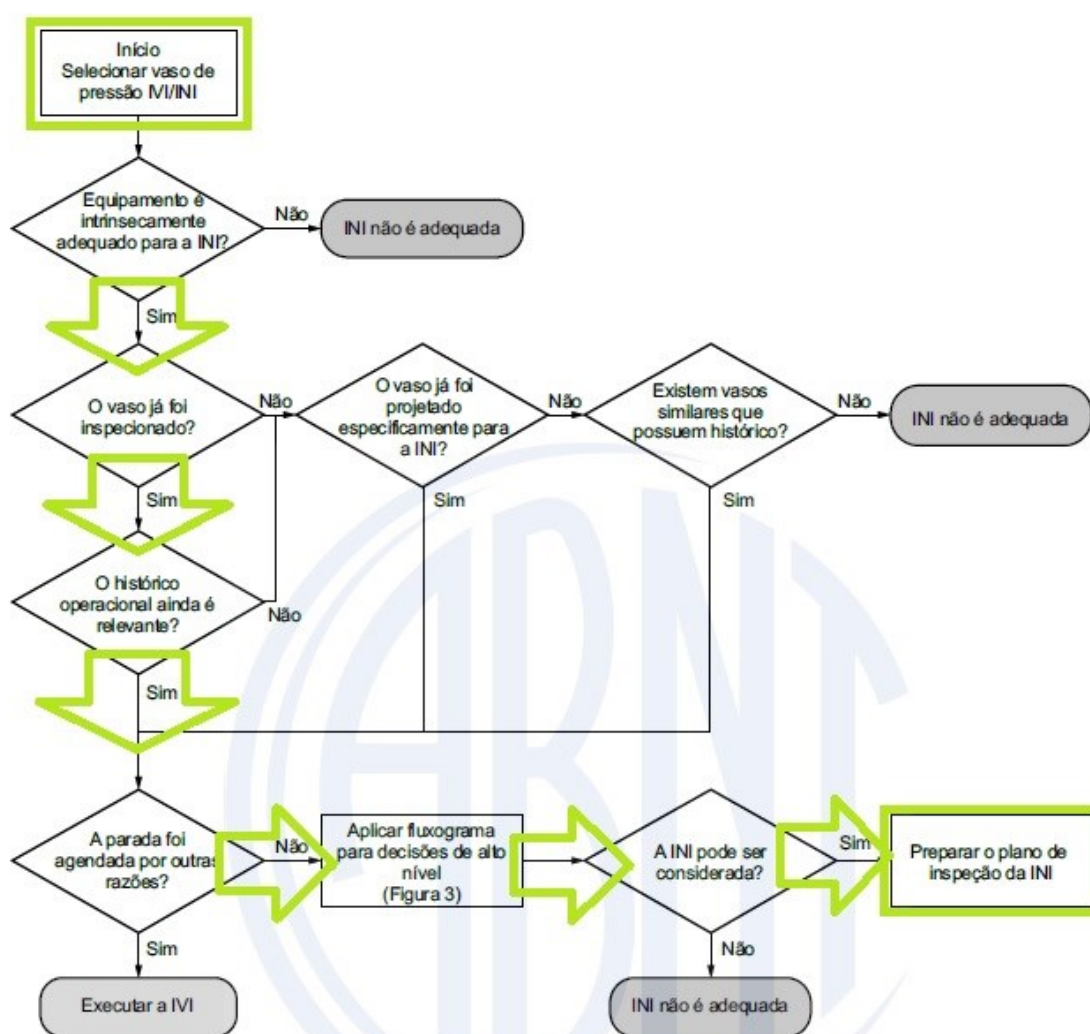 Início
Selecionar vaso de
pressão IVI/INI
Equipamento é
intrinsecamente
adequado para a INI?
Não
INI não é adequada
Sim
O vaso já foi
inspecionado?
Não
O vaso já foi
projetado
especificamente para
a INI?
Não
Existem vasos
similares que
possuem histórico?
Não
INI não é adequada
Sim
Sim
Sim
O histórico
operacional ainda é
relevante?
Não
Sim
A parada foi
agendada por outras
razões?
Não
Aplicar fluxograma
para decisões de alto
nível
(Figura 3)
A INI pode ser
considerada?
Sim
Preparar o plano de
inspeção da INI
Sim
Não
Executar a IVI
INI não é adequada
ABNT